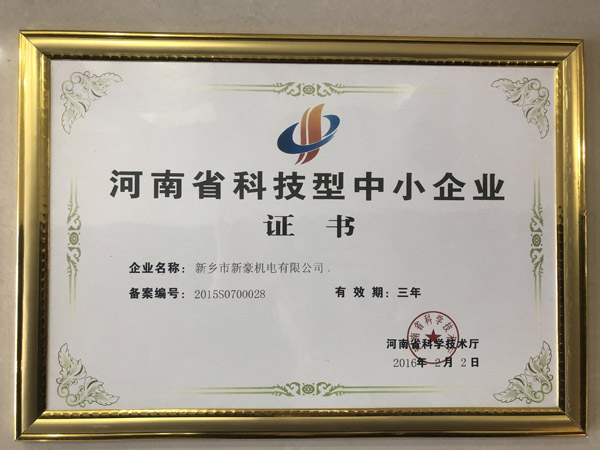 河南省科技型中小企业
证书
企业名称：新乡市新豪机电有限公司.
备案编号：2015S0700028 有效期：三年
河南省科学技术厅
2016年2月2日